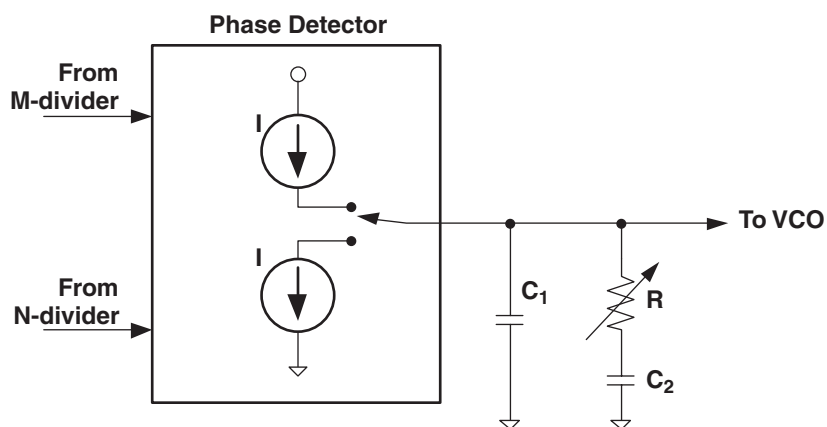 Phase Detector
From
M-divider
I
To VCO
I
From
N-divider
C1
R
C2